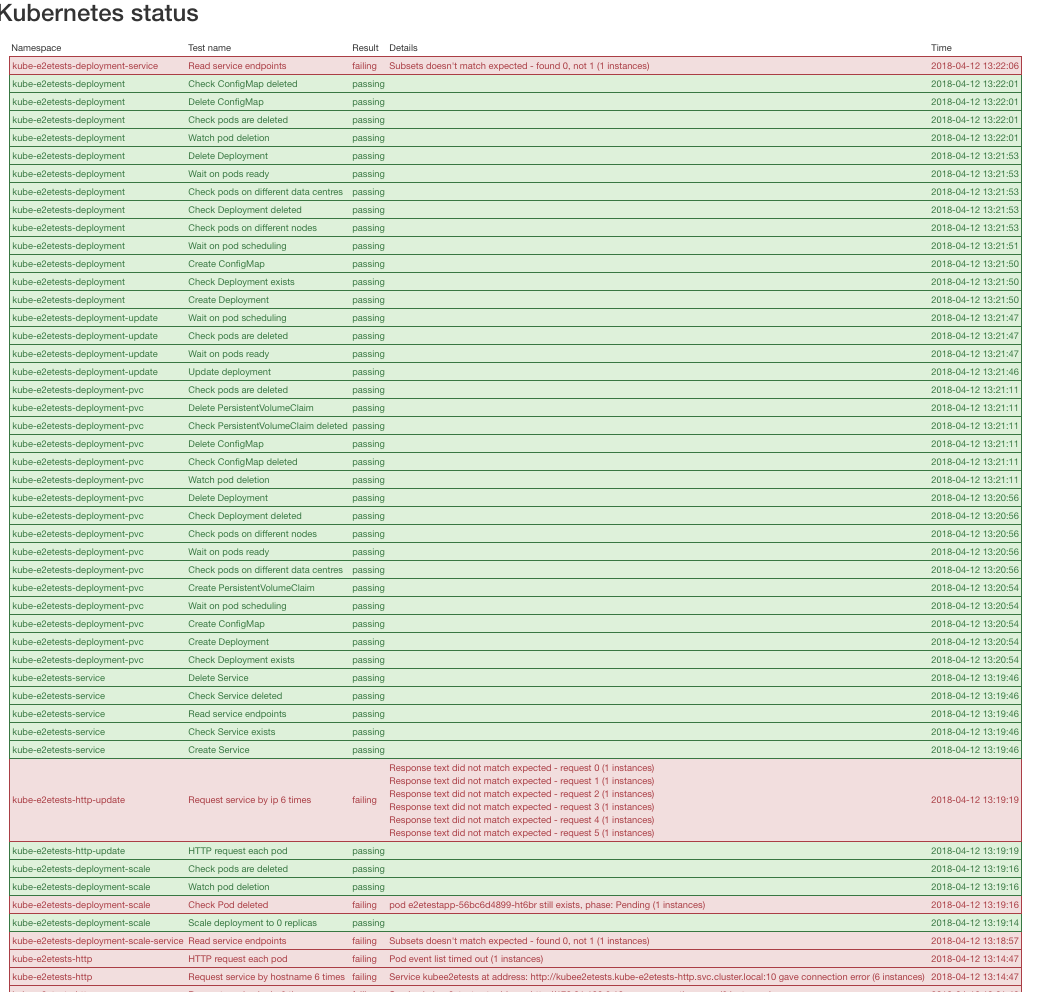 Kubernetes status
Namespace Test name Result Details Time
kube-e2etests-deployment-service Read service endpoints failing Subsets doesn't match expected - found 0, not 1 (1 instances) 2018-04-12 13:22:06
kube-e2etests-deployment Check ConfigMap deleted passing 2018-04-12 13:22:01
kube-e2etests-deployment Delete ConfigMap passing 2018-04-12 13:22:01
kube-e2etests-deployment Check pods are deleted passing 2018-04-12 13:22:01
kube-e2etests-deployment Watch pod deletion passing 2018-04-12 13:22:01
kube-e2etests-deployment Delete Deployment passing 2018-04-12 13:21:53
kube-e2etests-deployment Wait on pods ready passing 2018-04-12 13:21:53
kube-e2etests-deployment Check pods on different data centres passing 2018-04-12 13:21:53
kube-e2etests-deployment Check Deployment deleted passing 2018-04-12 13:21:53
kube-e2etests-deployment Check pods on different nodes passing 2018-04-12 13:21:53
kube-e2etests-deployment Wait on pod scheduling passing 2018-04-12 13:21:51
kube-e2etests-deployment Create ConfigMap passing 2018-04-12 13:21:50
kube-e2etests-deployment Check Deployment exists passing 2018-04-12 13:21:50
kube-e2etests-deployment Create Deployment passing 2018-04-12 13:21:50
kube-e2etests-deployment-update Wait on pod scheduling passing 2018-04-12 13:21:47
kube-e2etests-deployment-update Check pods are deleted passing 2018-04-12 13:21:47
kube-e2etests-deployment-update Wait on pods ready passing 2018-04-12 13:21:47
kube-e2etests-deployment-update Update deployment passing 2018-04-12 13:21:46
kube-e2etests-deployment-pvc Check pods are deleted passing 2018-04-12 13:21:11
kube-e2etests-deployment-pvc Delete PersistentVolumeClaim passing 2018-04-12 13:21:11
kube-e2etests-deployment-pvc Check PersistentVolumeClaim deleted passing 2018-04-12 13:21:11
kube-e2etests-deployment-pvc Delete ConfigMap passing 2018-04-12 13:21:11
kube-e2etests-deployment-pvc Check ConfigMap deleted passing 2018-04-12 13:21:11
kube-e2etests-deployment-pvc Watch pod deletion passing 2018-04-12 13:21:11
kube-e2etests-deployment-pvc Delete Deployment passing 2018-04-12 13:20:56
kube-e2etests-deployment-pvc Check Deployment deleted passing 2018-04-12 13:20:56
kube-e2etests-deployment-pvc Check pods on different nodes passing 2018-04-12 13:20:56
kube-e2etests-deployment-pvc Wait on pods ready passing 2018-04-12 13:20:56
kube-e2etests-deployment-pvc Check pods on different data centres passing 2018-04-12 13:20:56
kube-e2etests-deployment-pvc Create PersistentVolumeClaim passing 2018-04-12 13:20:54
kube-e2etests-deployment-pvc Wait on pod scheduling passing 2018-04-12 13:20:54
kube-e2etests-deployment-pvc Create ConfigMap passing 2018-04-12 13:20:54
kube-e2etests-deployment-pvc Create Deployment passing 2018-04-12 13:20:54
kube-e2etests-deployment-pvc Check Deployment exists passing 2018-04-12 13:20:54
kube-e2etests-service Delete Service passing 2018-04-12 13:19:46
kube-e2etests-service Check Service deleted passing 2018-04-12 13:19:46
kube-e2etests-service Read service endpoints passing 2018-04-12 13:19:46
kube-e2etests-service Check Service exists passing 2018-04-12 13:19:46
kube-e2etests-service Create Service passing 2018-04-12 13:19:46
Response text did not match expected - request 0 (1 instances)
Response text did not match expected - request 1 (1 instances)
Response text did not match expected - request 2 (1 instances)
kube-e2etests-http-update Request service by ip 6 times failing 2018-04-12 13:19:19
Response text did not match expected - request 3 (1 instances)
Response text did not match expected - request 4 (1 instances)
Response text did not match expected - request 5 (1 instances)
kube-e2etests-http-update HTTP request each pod passing 2018-04-12 13:19:19
kube-e2etests-deployment-scale Check pods are deleted passing 2018-04-12 13:19:16
kube-e2etests-deployment-scale Watch pod deletion passing 2018-04-12 13:19:16
kube-e2etests-deployment-scale Check Pod deleted failing pod e2etestapp-56bc6d4899-ht6br still exists, phase: Pending (1 instances) 2018-04-12 13:19:16
kube-e2etests-deployment-scale Scale deployment to 0 replicas passing 2018-04-12 13:19:14
kube-e2etests-deployment-scale-service Read service endpoints failing Subsets doesn't match expected - found 0, not 1 (1 instances) 2018-04-12 13:18:57
kube-e2etests-http HTTP request each pod failing Pod event list timed out (1 instances) 2018-04-12 13:14:47
kube-e2etests-http Request service by hostname 6 times failing Service kubee2etests at address: http://kubee2etests.kube-e2etests-http.svc.cluster.local:10 gave connection error (6 instances) 2018-04-12 13:14:47